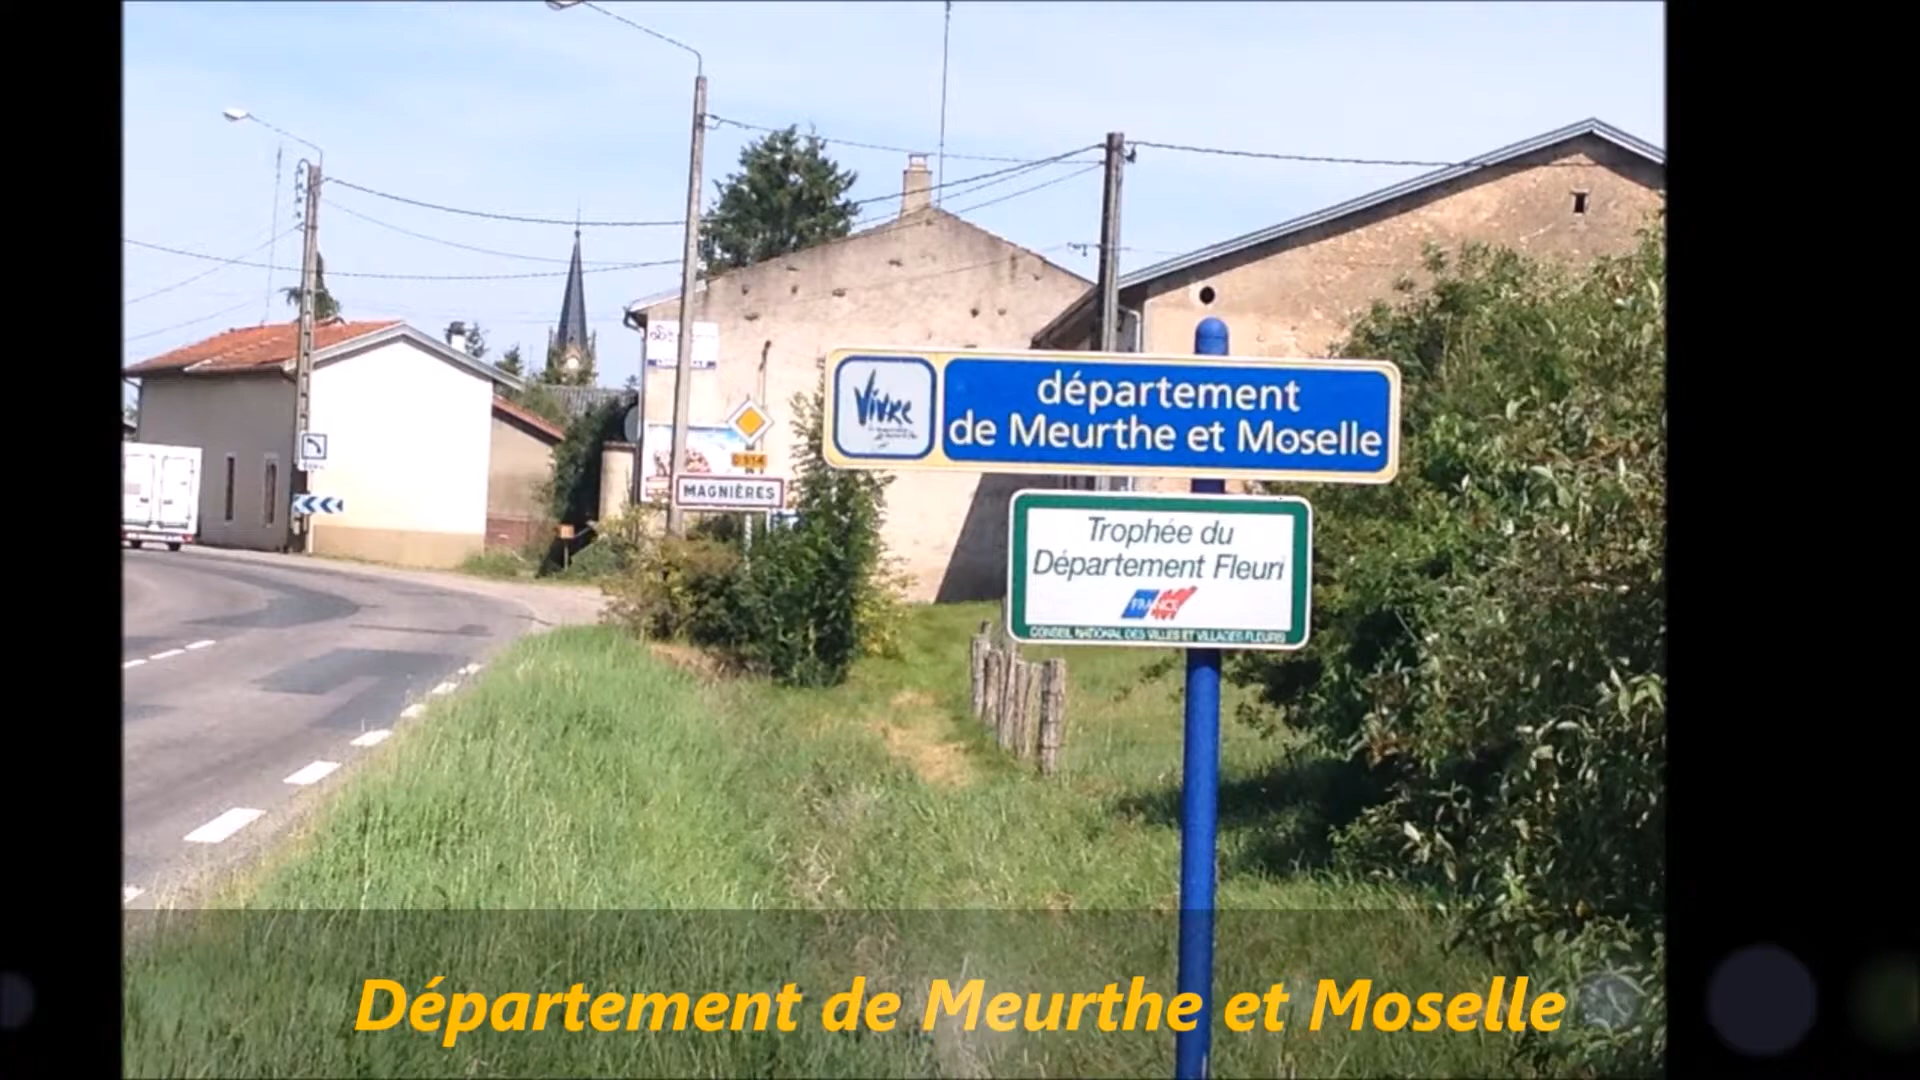 Vivre
département
de Meurthe et Moselle
D 914
MAGNIÈRES
Trophée du
Département Fleuri
FRANCE
CONSEIL NATIONAL DES VILLES ET VILLAGES FLEURIS
Département de Meurthe et Moselle